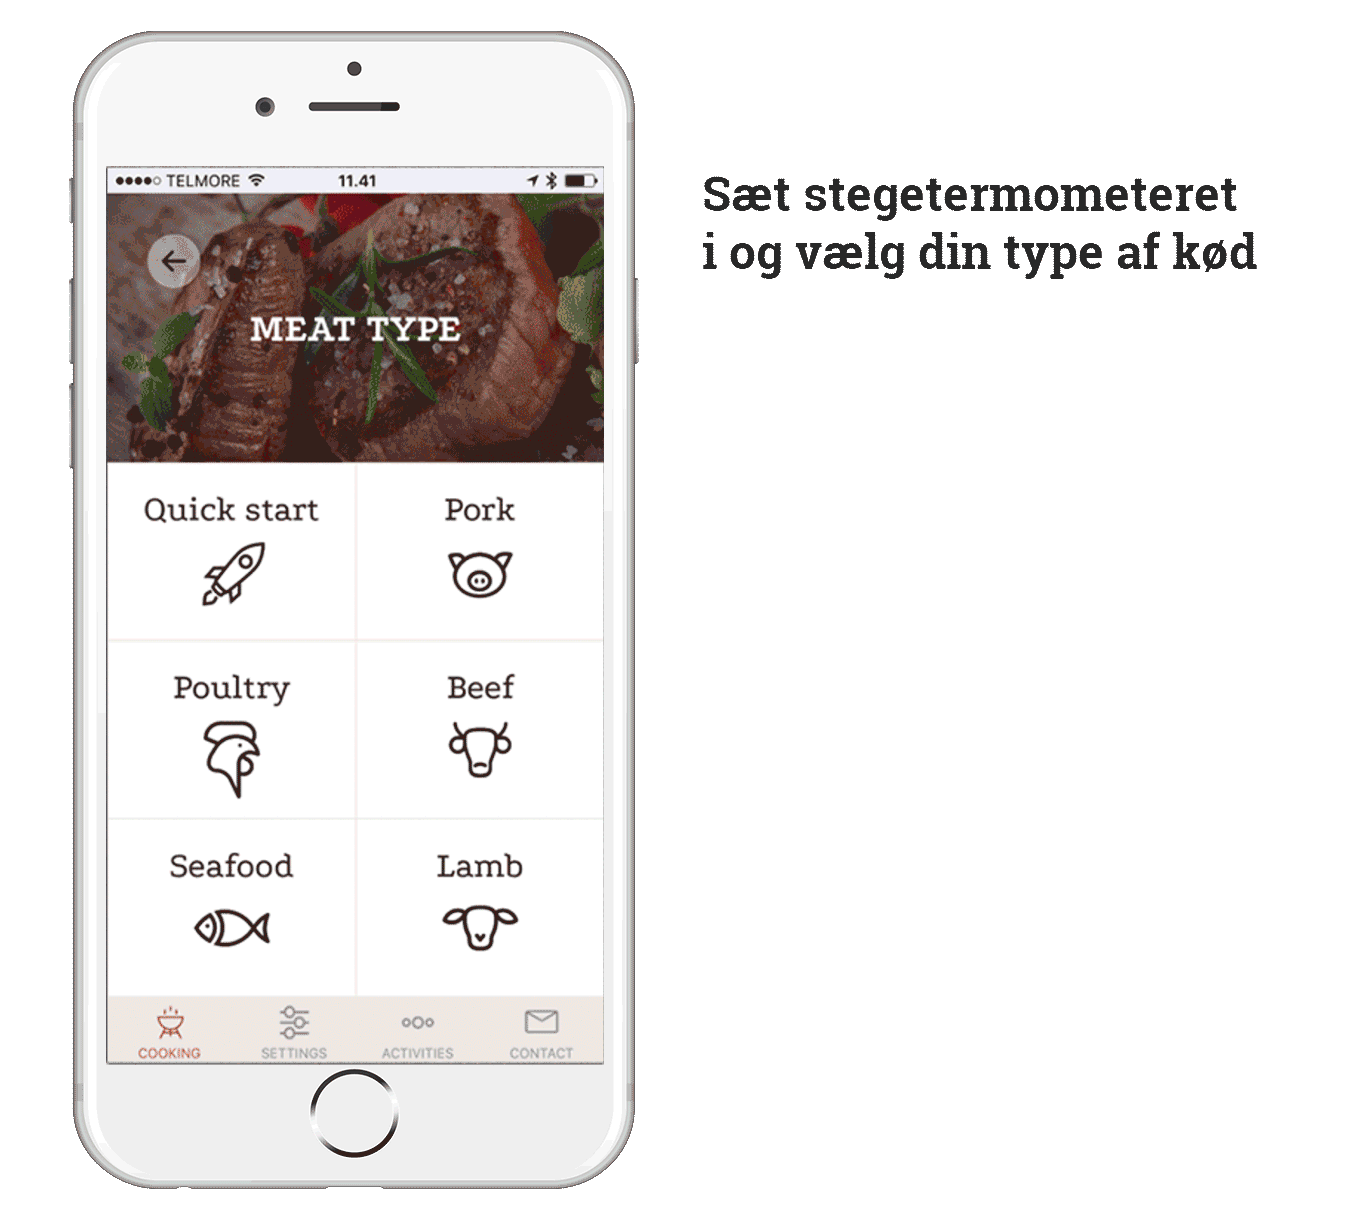 TELMORE 11.41
MEAT TYPE
Quick start
Pork
Poultry
Beef
Seafood
Lamb
COOKING
SETTINGS
ACTIVITIES
CONTACT
Sæt stegetermometeret
i og vælg din type af kød